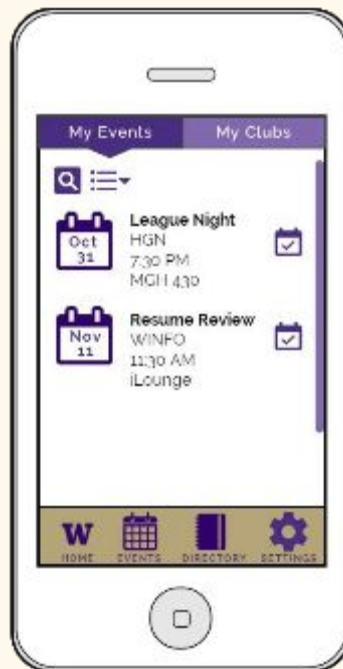 My Events
My Clubs
Oct
31
League Night
HGN
7:30 PM
MGH 430
Nov
11
Resume Review
WINFO
11:30 AM
iLounge
W
HOME
EVENTS
DIRECTORY
SETTINGS